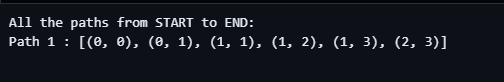 All the paths from START to END:
Path 1 : [(0, 0), (0, 1), (1, 1), (1, 2), (1, 3), (2, 3)]